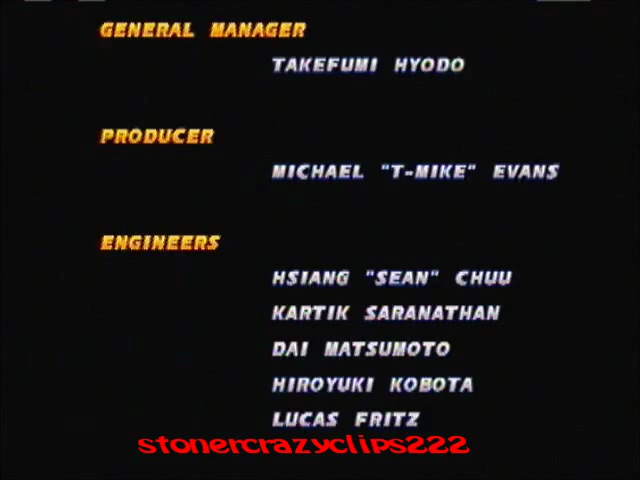 GENERAL MANAGER
TAKEFUMI HYODO
PRODUCER
MICHAEL "T-MIKE" EVANS
ENGINEERS
HSIANG "SEAN" CHUU
KARTIK SARANATHAN
DAI MATSUMOTO
HIROYUKI KOBOTA
LUCAS FRITZ
stonercrazyclips222